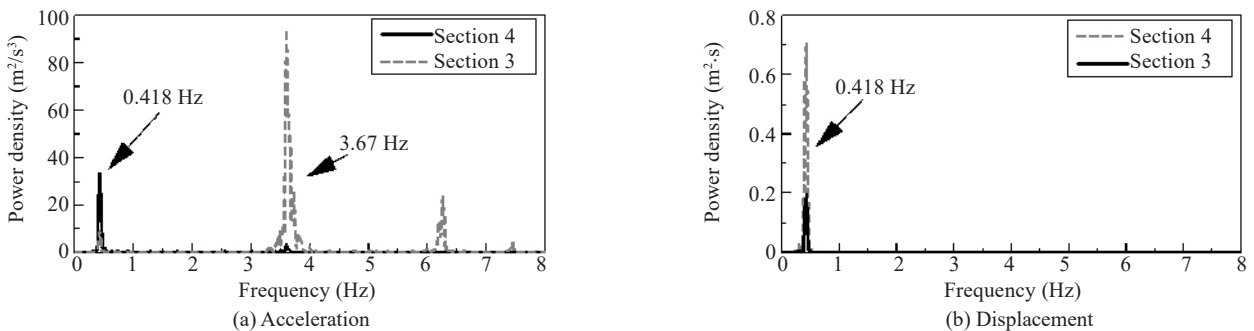 100
80
60
40
20
0
Power density (m²/s³)
Section 4
Section 3
0.418 Hz
3.67 Hz
0 1 2 3 4 5 6 7 8
Frequency (Hz)
(a) Acceleration
0.8
0.6
0.4
0.2
0
Power density (m²·s)
Section 4
Section 3
0.418 Hz
0 1 2 3 4 5 6 7 8
Frequency (Hz)
(b) Displacement